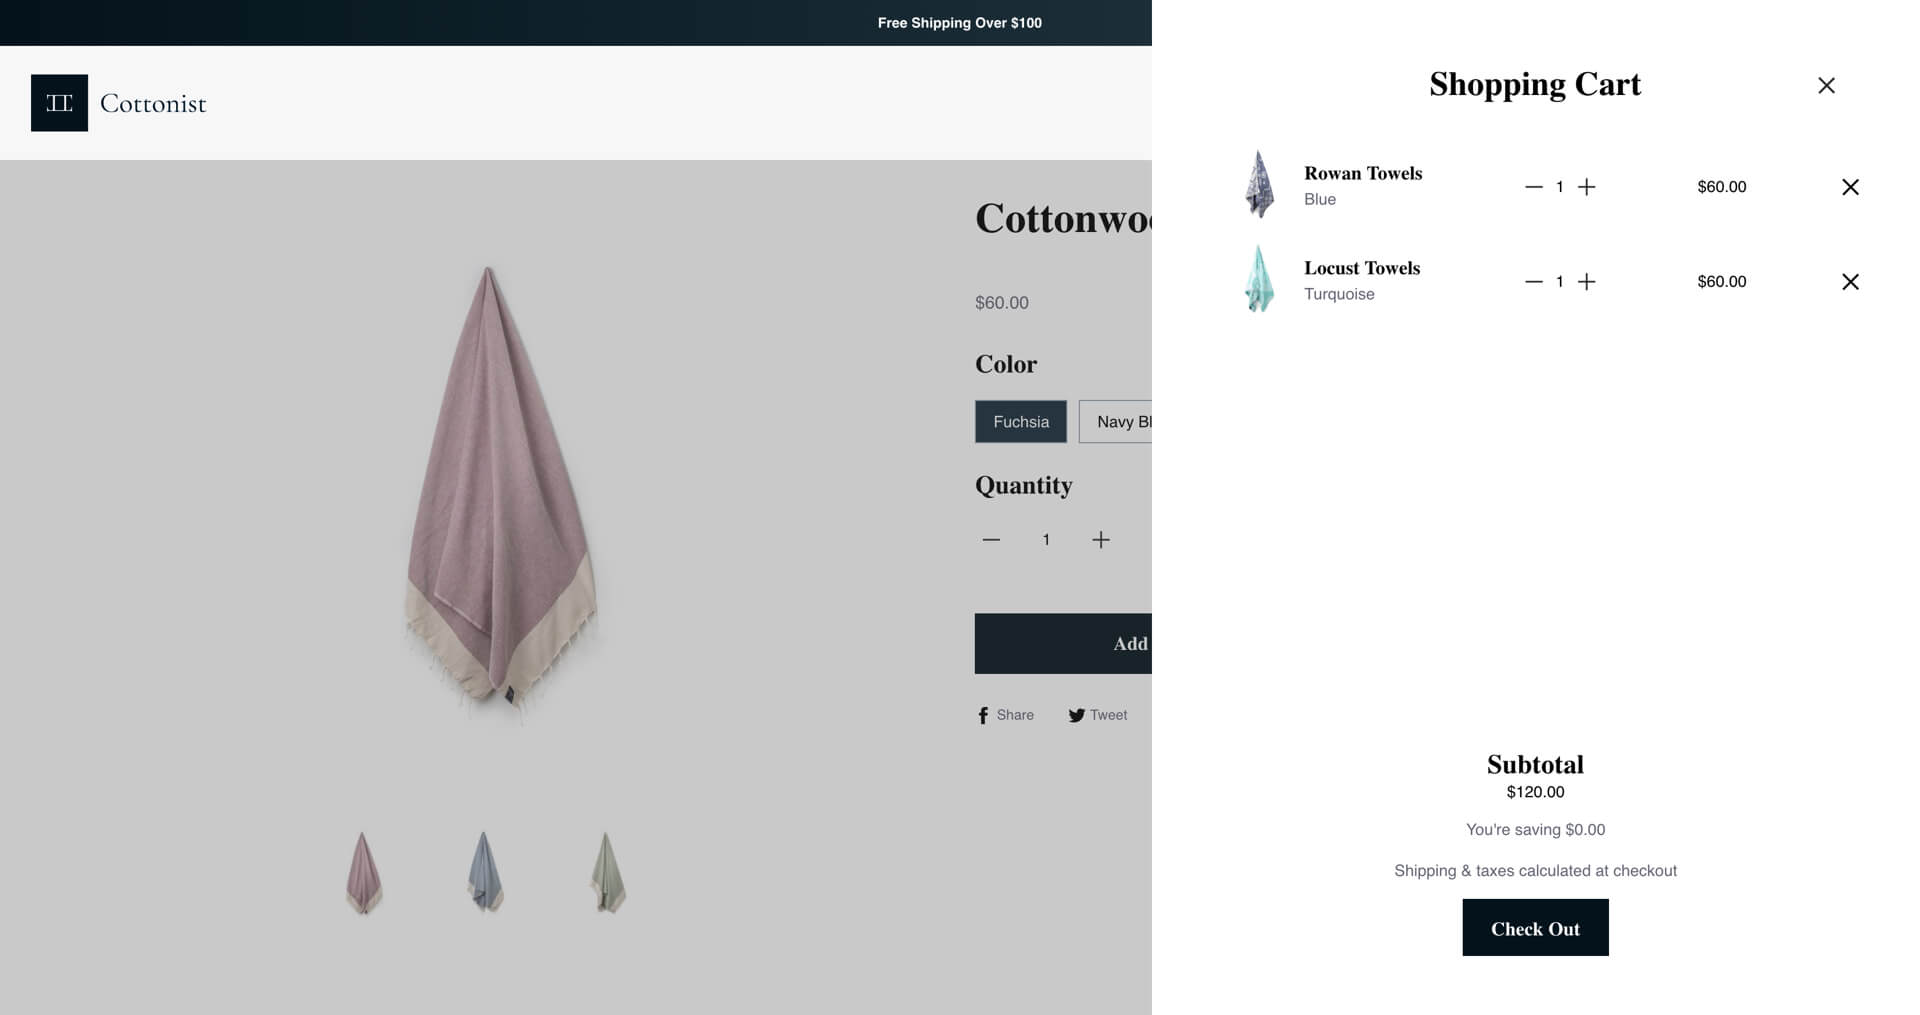 Free Shipping Over $100
Cottonist
Cottonwo
$60.00
Color
Fuchsia
Navy Bl
Quantity
1
Add
Share
Tweet
Shopping Cart
Rowan Towels
Blue
1
$60.00
Locust Towels
Turquoise
1
$60.00
Subtotal
$120.00
You're saving $0.00
Shipping & taxes calculated at checkout
Check Out